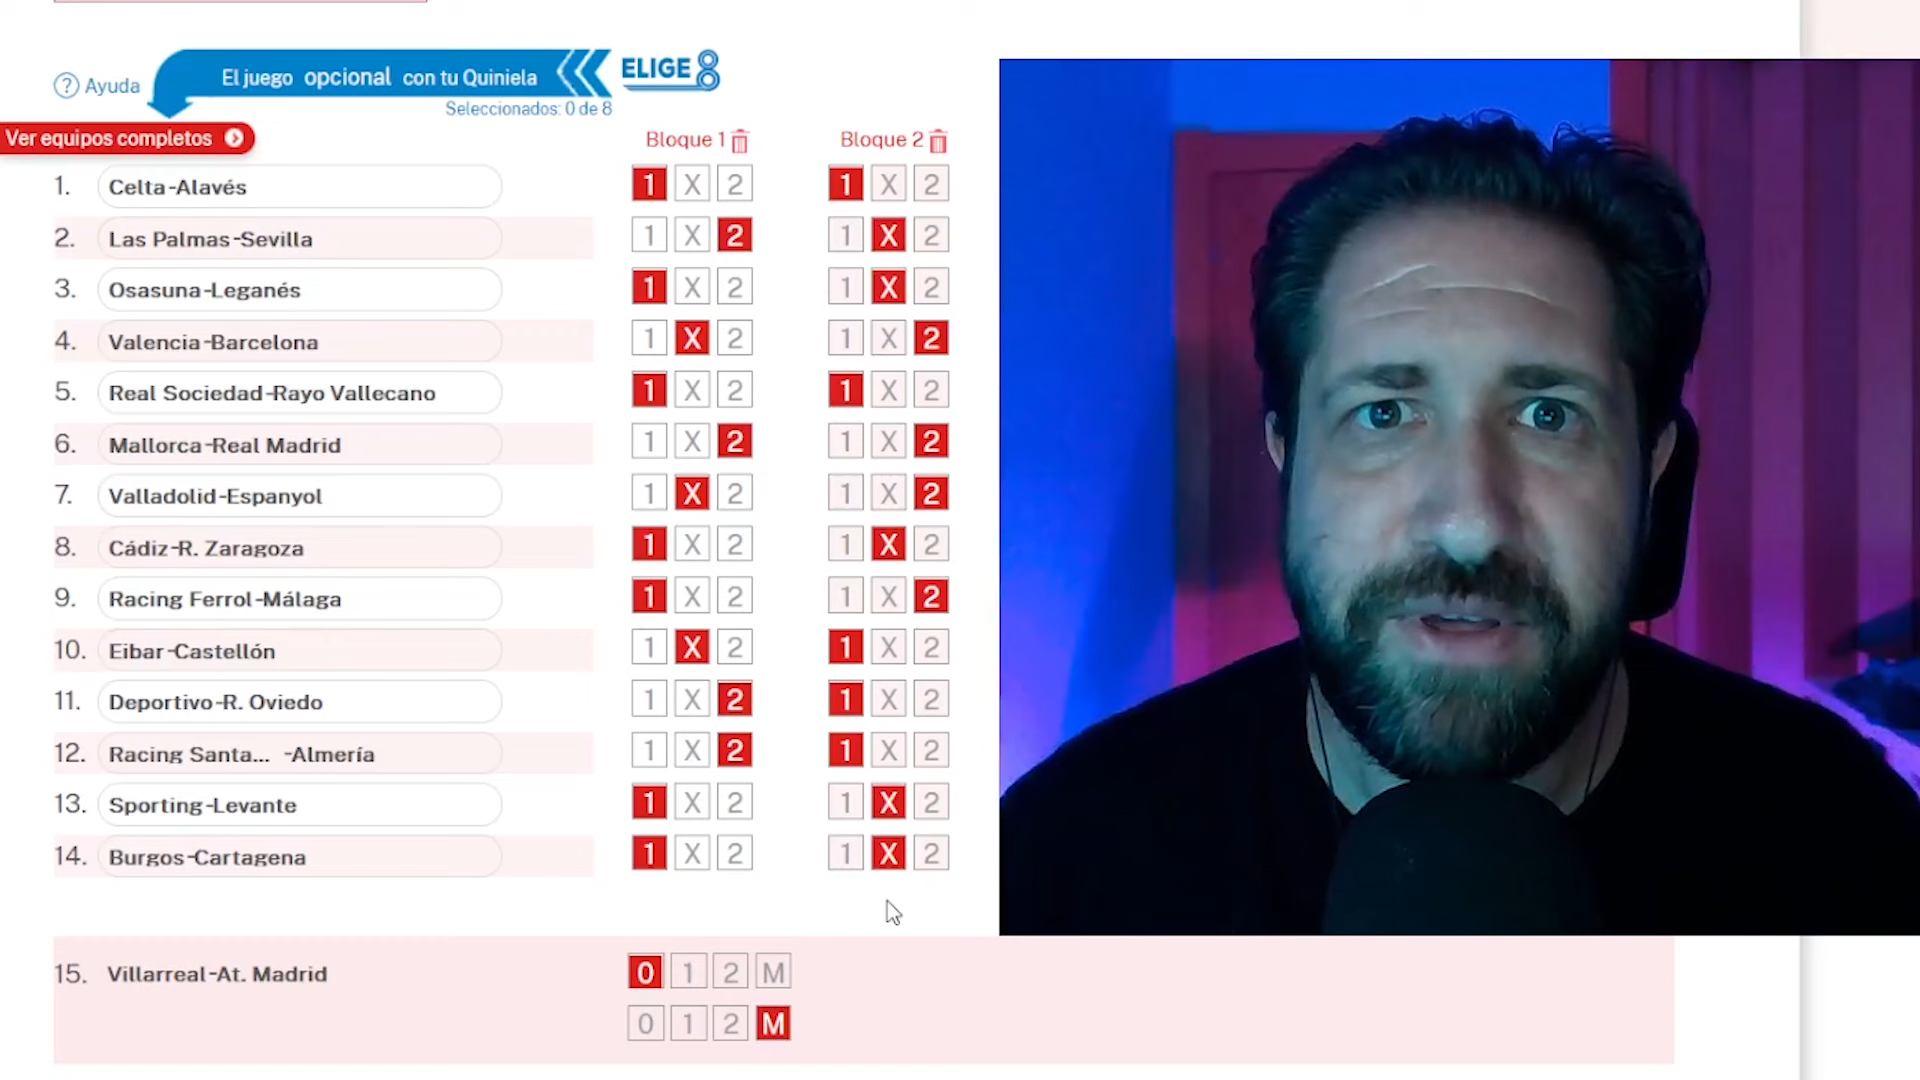 El juego opcional con tu Quiniela
ELIGE 8
? Ayuda
Seleccionados: 0 de 8
Ver equipos completos
Bloque 1 Bloque 2
1. Celta-Alavés 1 X 2 1 X 2
2. Las Palmas-Sevilla 1 X 2 1 X 2
3. Osasuna-Leganés 1 X 2 1 X 2
4. Valencia-Barcelona 1 X 2 1 X 2
5. Real Sociedad-Rayo Vallecano 1 X 2 1 X 2
6. Mallorca-Real Madrid 1 X 2 1 X 2
7. Valladolid-Espanyol 1 X 2 1 X 2
8. Cádiz-R. Zaragoza 1 X 2 1 X 2
9. Racing Ferrol-Málaga 1 X 2 1 X 2
10. Eibar-Castellón 1 X 2 1 X 2
11. Deportivo-R. Oviedo 1 X 2 1 X 2
12. Racing Santa... -Almería 1 X 2 1 X 2
13. Sporting-Levante 1 X 2 1 X 2
14. Burgos-Cartagena 1 X 2 1 X 2
15. Villarreal-At. Madrid 0 1 2 M
0 1 2 M